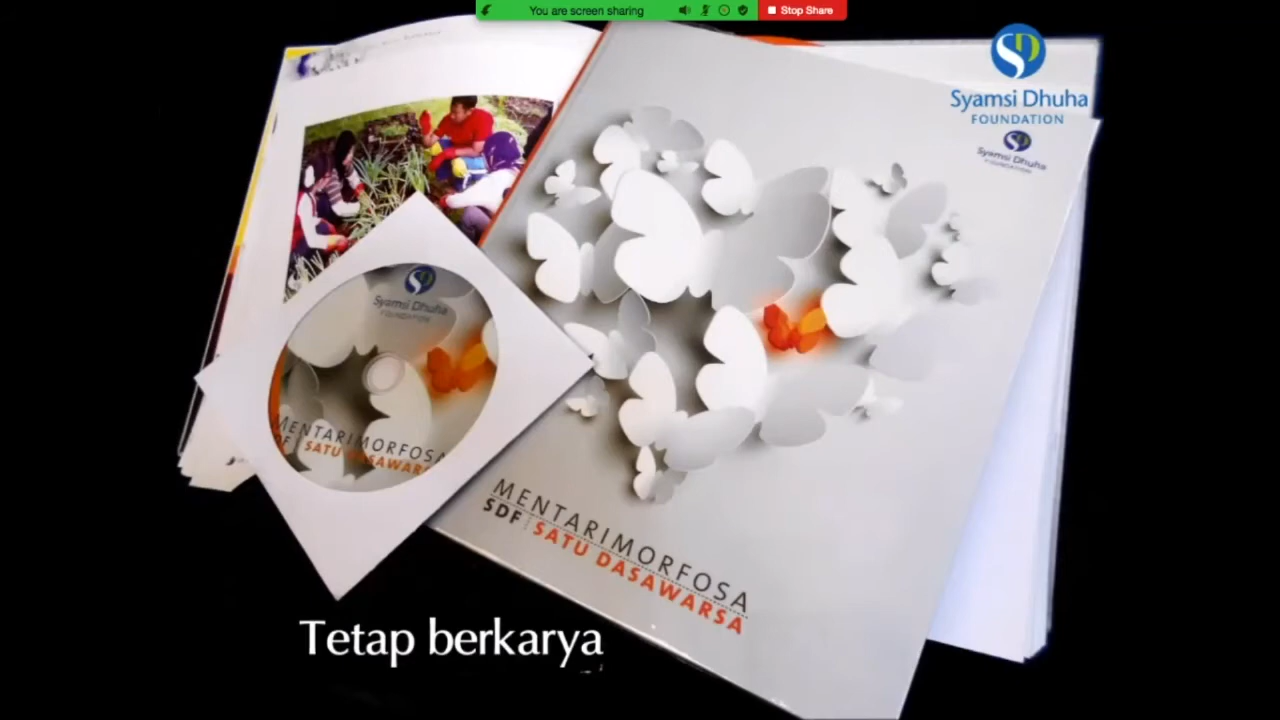 You are screen sharing
Stop Share
Syamsi Dhuha
FOUNDATION
Syamsi Dhuha
FOUNDATION
Syamsi Dhuha
FOUNDATION
MENTARIMORFOSA
SATU DASAWARSA
MENTARIMORFOSA
SDF SATU DASAWARSA
Tetap berkarya